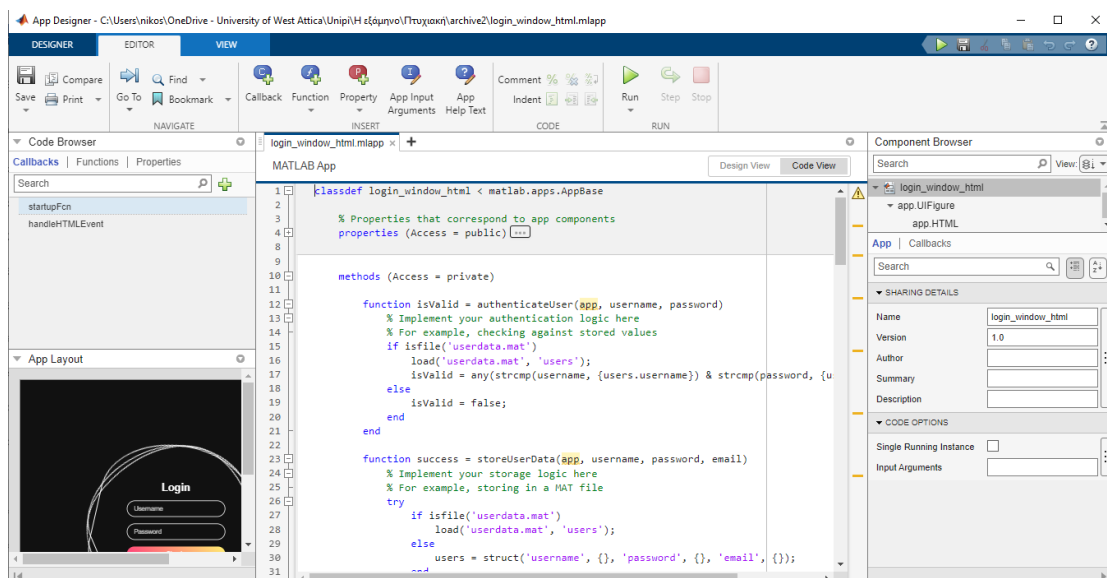 App Designer - C:\Users\nikos\OneDrive - University of West Attica\Unipi\Η εξάμηνο\Πτυχιακή\archive2\login_window_html.mlapp
DESIGNER EDITOR VIEW
Save Compare Print Go To Find Bookmark Callback Function Property App Input Arguments App Help Text Comment Indent Run Step Stop
NAVIGATE INSERT CODE RUN
Code Browser
Callbacks | Functions | Properties
Search
startupFcn
handleHTMLEvent
App Layout
Login
Username
Password
login_window_html.mlapp × +
MATLAB App Design View Code View
1 classdef login_window_html < matlab.apps.AppBase
2
3 % Properties that correspond to app components
4 properties (Access = public) ...
8
9
10 methods (Access = private)
11
12 function isValid = authenticateUser(app, username, password)
13 % Implement your authentication logic here
14 % For example, checking against stored values
15 if isfile('userdata.mat')
16 load('userdata.mat', 'users');
17 isValid = any(strcmp(username, {users.username}) & strcmp(password, {u
18 else
19 isValid = false;
20 end
21 end
22
23 function success = storeUserData(app, username, password, email)
24 % Implement your storage logic here
25 % For example, storing in a MAT file
26 try
27 if isfile('userdata.mat')
28 load('userdata.mat', 'users');
29 else
30 users = struct('username', {}, 'password', {}, 'email', {});
31 end
Component Browser
Search View:
login_window_html
app.UIFigure
app.HTML
App | Callbacks
Search
SHARING DETAILS
Name login_window_html
Version 1.0
Author
Summary
Description
CODE OPTIONS
Single Running Instance
Input Arguments